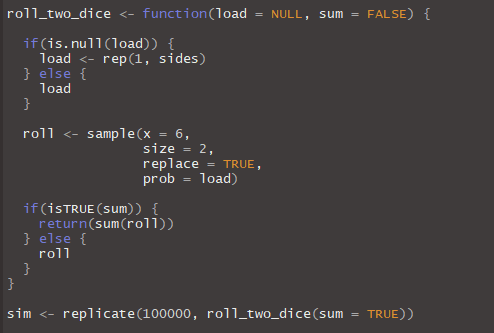 roll_two_dice <- function(load = NULL, sum = FALSE) {
if(is.null(load)) {
load <- rep(1, sides)
} else {
load
}
roll <- sample(x = 6,
size = 2,
replace = TRUE,
prob = load)
if(isTRUE(sum)) {
return(sum(roll))
} else {
roll
}
}
sim <- replicate(100000, roll_two_dice(sum = TRUE))